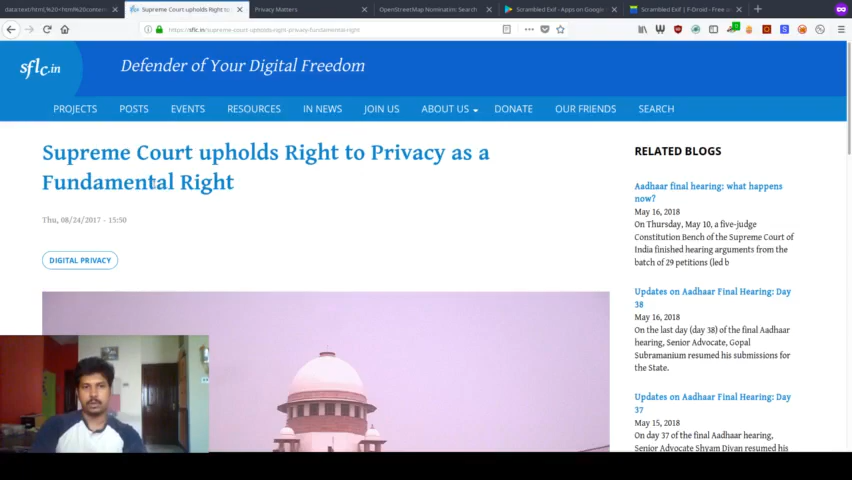 data:text/html,%20<html%20conten
Supreme Court upholds Right to
Privacy Matters
OpenStreetMap Nominatim: Search
Scrambled Exif - Apps on Google
Scrambled Exif | F-Droid - Free
https://sflc.in/supreme-court-upholds-right-privacy-fundamental-right
sflc.in
Defender of Your Digital Freedom
PROJECTS
POSTS
EVENTS
RESOURCES
IN NEWS
JOIN US
ABOUT US
DONATE
OUR FRIENDS
SEARCH
Supreme Court upholds Right to Privacy as a
Fundamental Right
Thu, 08/24/2017 - 15:50
DIGITAL PRIVACY
RELATED BLOGS
Aadhaar final hearing: what happens
now?
May 16, 2018
On Thursday, May 10, a five-judge
Constitution Bench of the Supreme Court of
India finished hearing arguments from the
batch of 29 petitions (led b
Updates on Aadhaar Final Hearing: Day
38
May 16, 2018
On the last day (day 38) of the final Aadhaar
hearing, Senior Advocate, Gopal
Subramanium resumed his submissions for
the State.
Updates on Aadhaar Final Hearing: Day
37
May 15, 2018
On day 37 of the final Aadhaar hearing,
Senior Advocate Shyam Divan resumed his